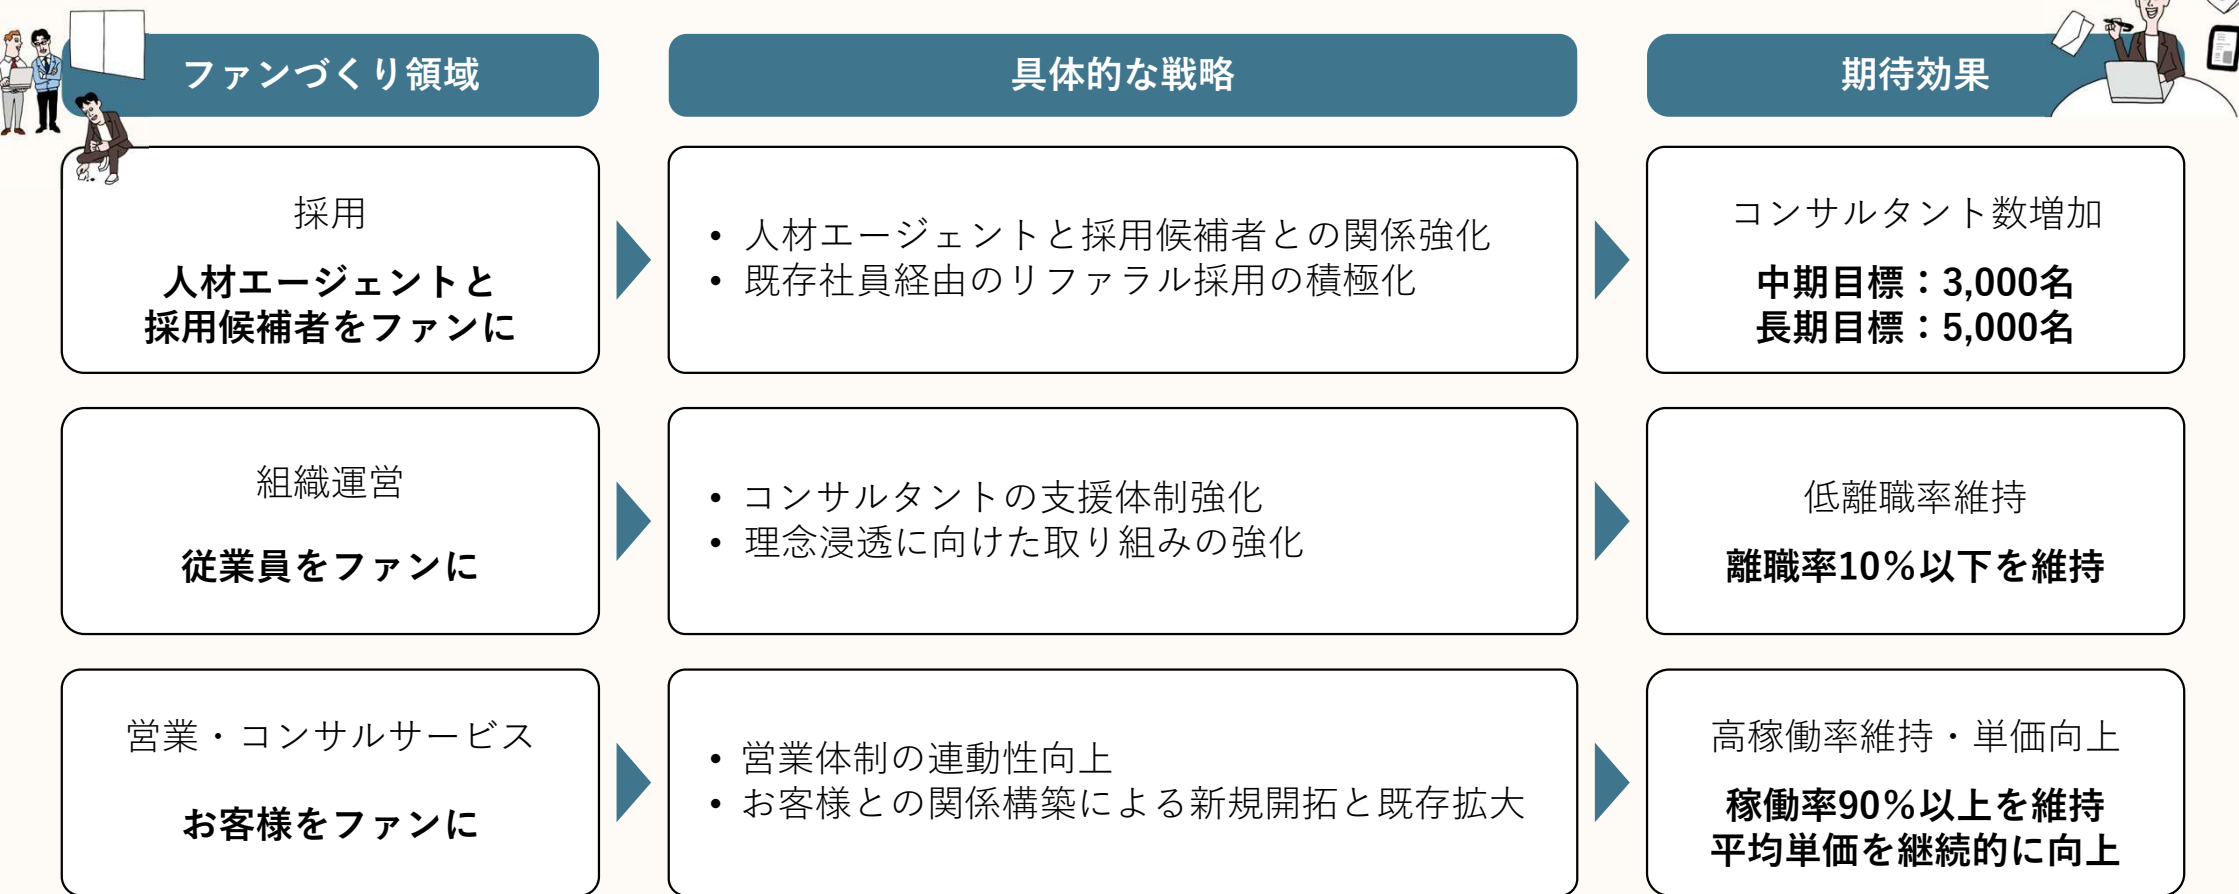 ファンづくり領域
具体的な戦略
期待効果
採用
人材エージェントと
採用候補者をファンに
• 人材エージェントと採用候補者との関係強化
• 既存社員経由のリファラル採用の積極化
コンサルタント数増加
中期目標：3,000名
長期目標：5,000名
組織運営
従業員をファンに
• コンサルタントの支援体制強化
• 理念浸透に向けた取り組みの強化
低離職率維持
離職率10％以下を維持
営業・コンサルサービス
お客様をファンに
• 営業体制の連動性向上
• お客様との関係構築による新規開拓と既存拡大
高稼働率維持・単価向上
稼働率90％以上を維持
平均単価を継続的に向上